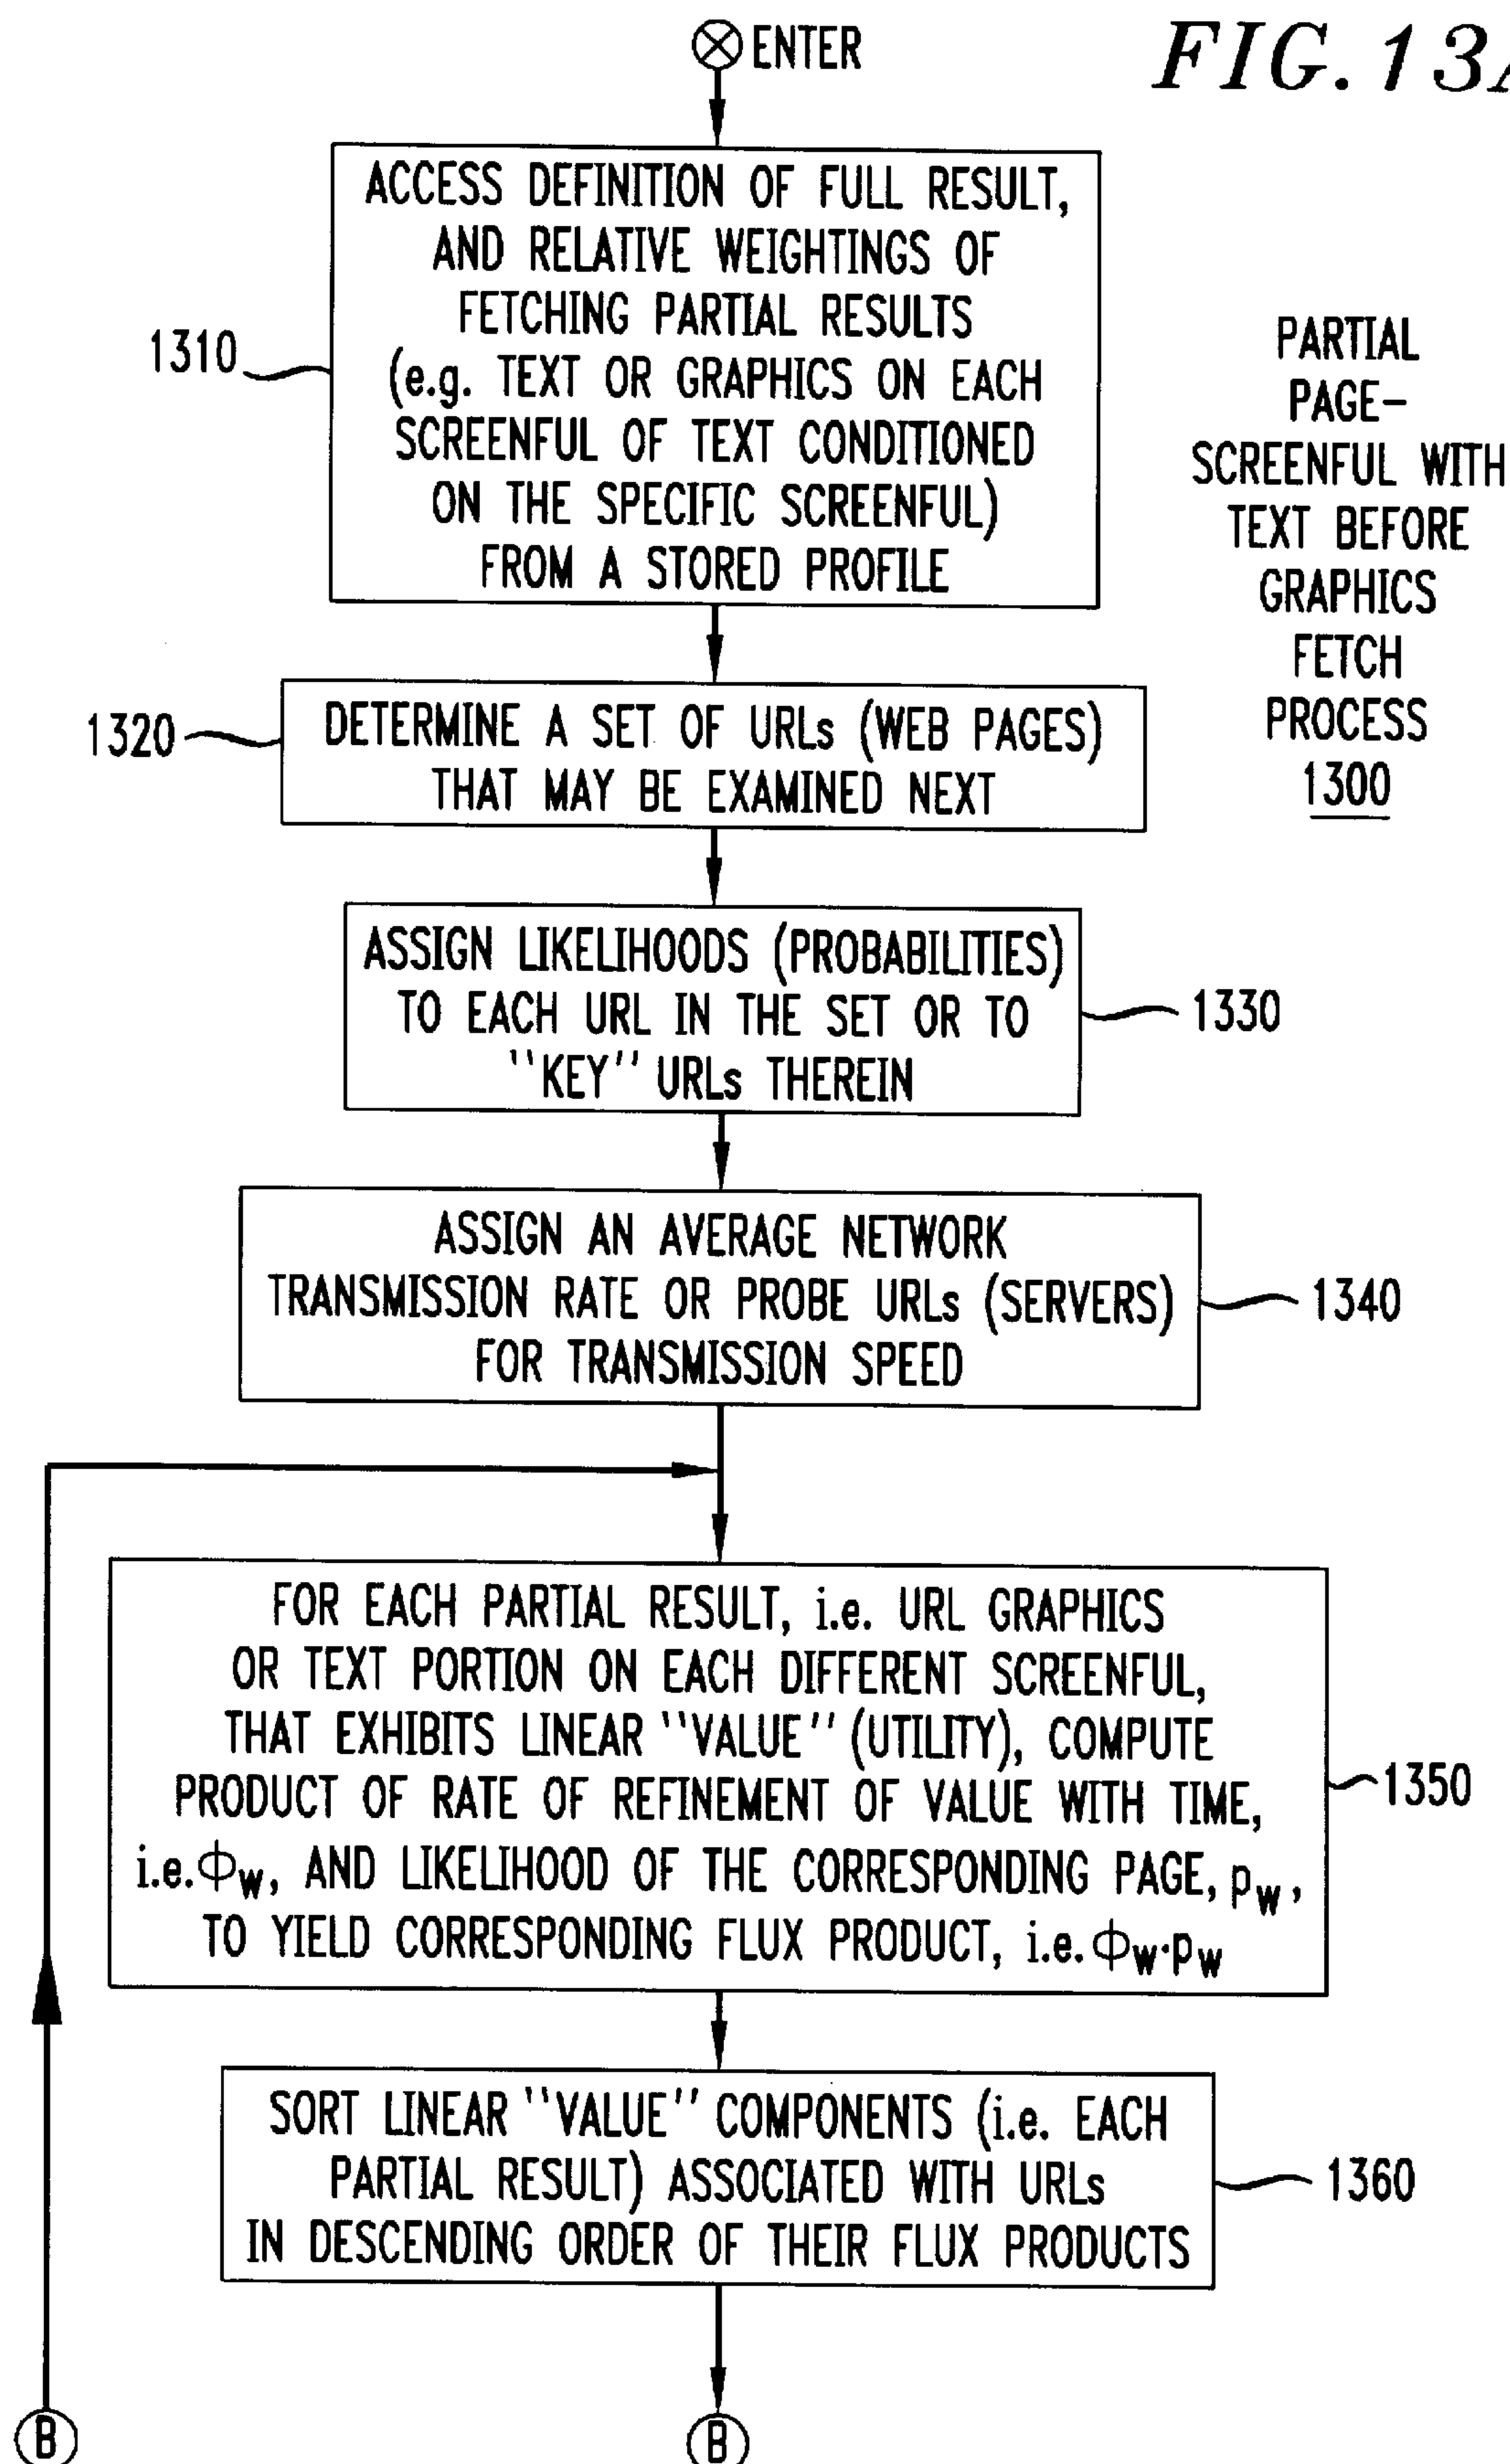 ENTER
FIG. 13A
ACCESS DEFINITION OF FULL RESULT,
AND RELATIVE WEIGHTINGS OF
FETCHING PARTIAL RESULTS
(e.g. TEXT OR GRAPHICS ON EACH
SCREENFUL OF TEXT CONDITIONED
ON THE SPECIFIC SCREENFUL)
FROM A STORED PROFILE
1310
PARTIAL
PAGE-
SCREENFUL WITH
TEXT BEFORE
GRAPHICS
FETCH
PROCESS
1300
DETERMINE A SET OF URLs (WEB PAGES)
THAT MAY BE EXAMINED NEXT
1320
ASSIGN LIKELIHOODS (PROBABILITIES)
TO EACH URL IN THE SET OR TO
"KEY" URLs THEREIN
1330
ASSIGN AN AVERAGE NETWORK
TRANSMISSION RATE OR PROBE URLs (SERVERS)
FOR TRANSMISSION SPEED
1340
FOR EACH PARTIAL RESULT, i.e. URL GRAPHICS
OR TEXT PORTION ON EACH DIFFERENT SCREENFUL,
THAT EXHIBITS LINEAR "VALUE" (UTILITY), COMPUTE
PRODUCT OF RATE OF REFINEMENT OF VALUE WITH TIME,
i.e. ϕw, AND LIKELIHOOD OF THE CORRESPONDING PAGE, pw,
TO YIELD CORRESPONDING FLUX PRODUCT, i.e. ϕw·pw
1350
SORT LINEAR "VALUE" COMPONENTS (i.e. EACH
PARTIAL RESULT) ASSOCIATED WITH URLs
IN DESCENDING ORDER OF THEIR FLUX PRODUCTS
1360
B
B